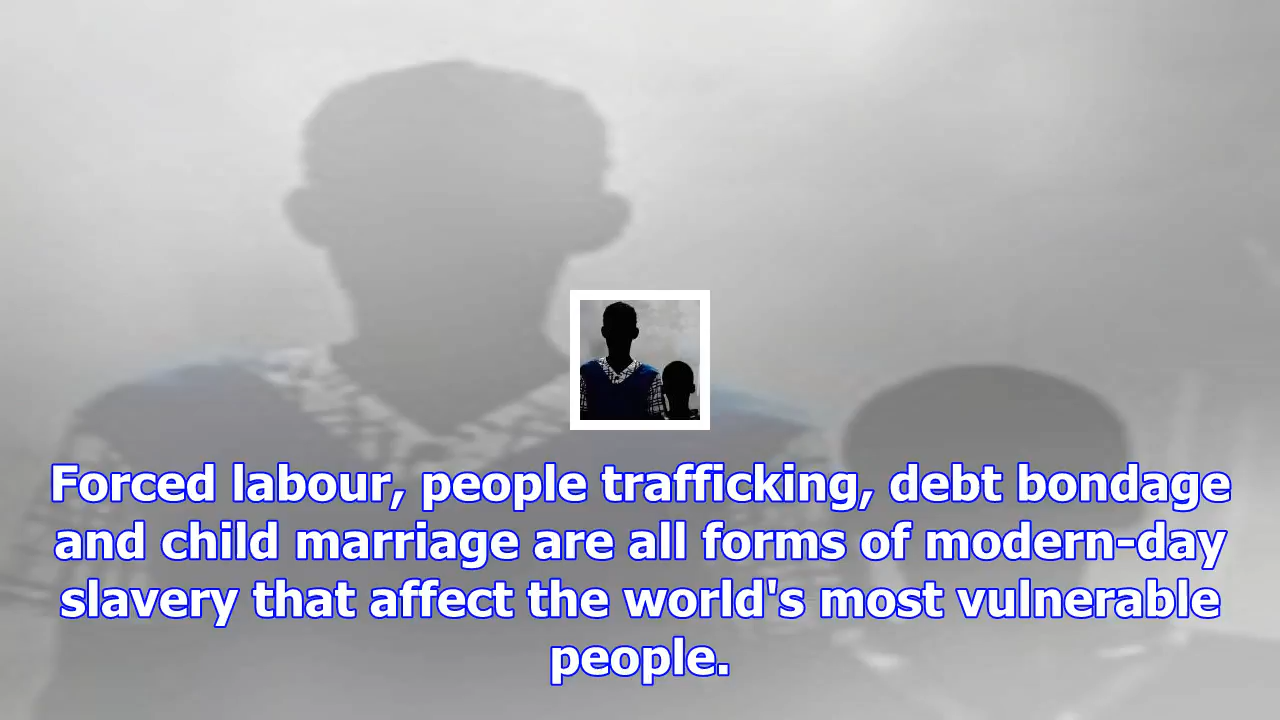 Forced labour, people trafficking, debt bondage
and child marriage are all forms of modern-day
slavery that affect the world's most vulnerable
people.